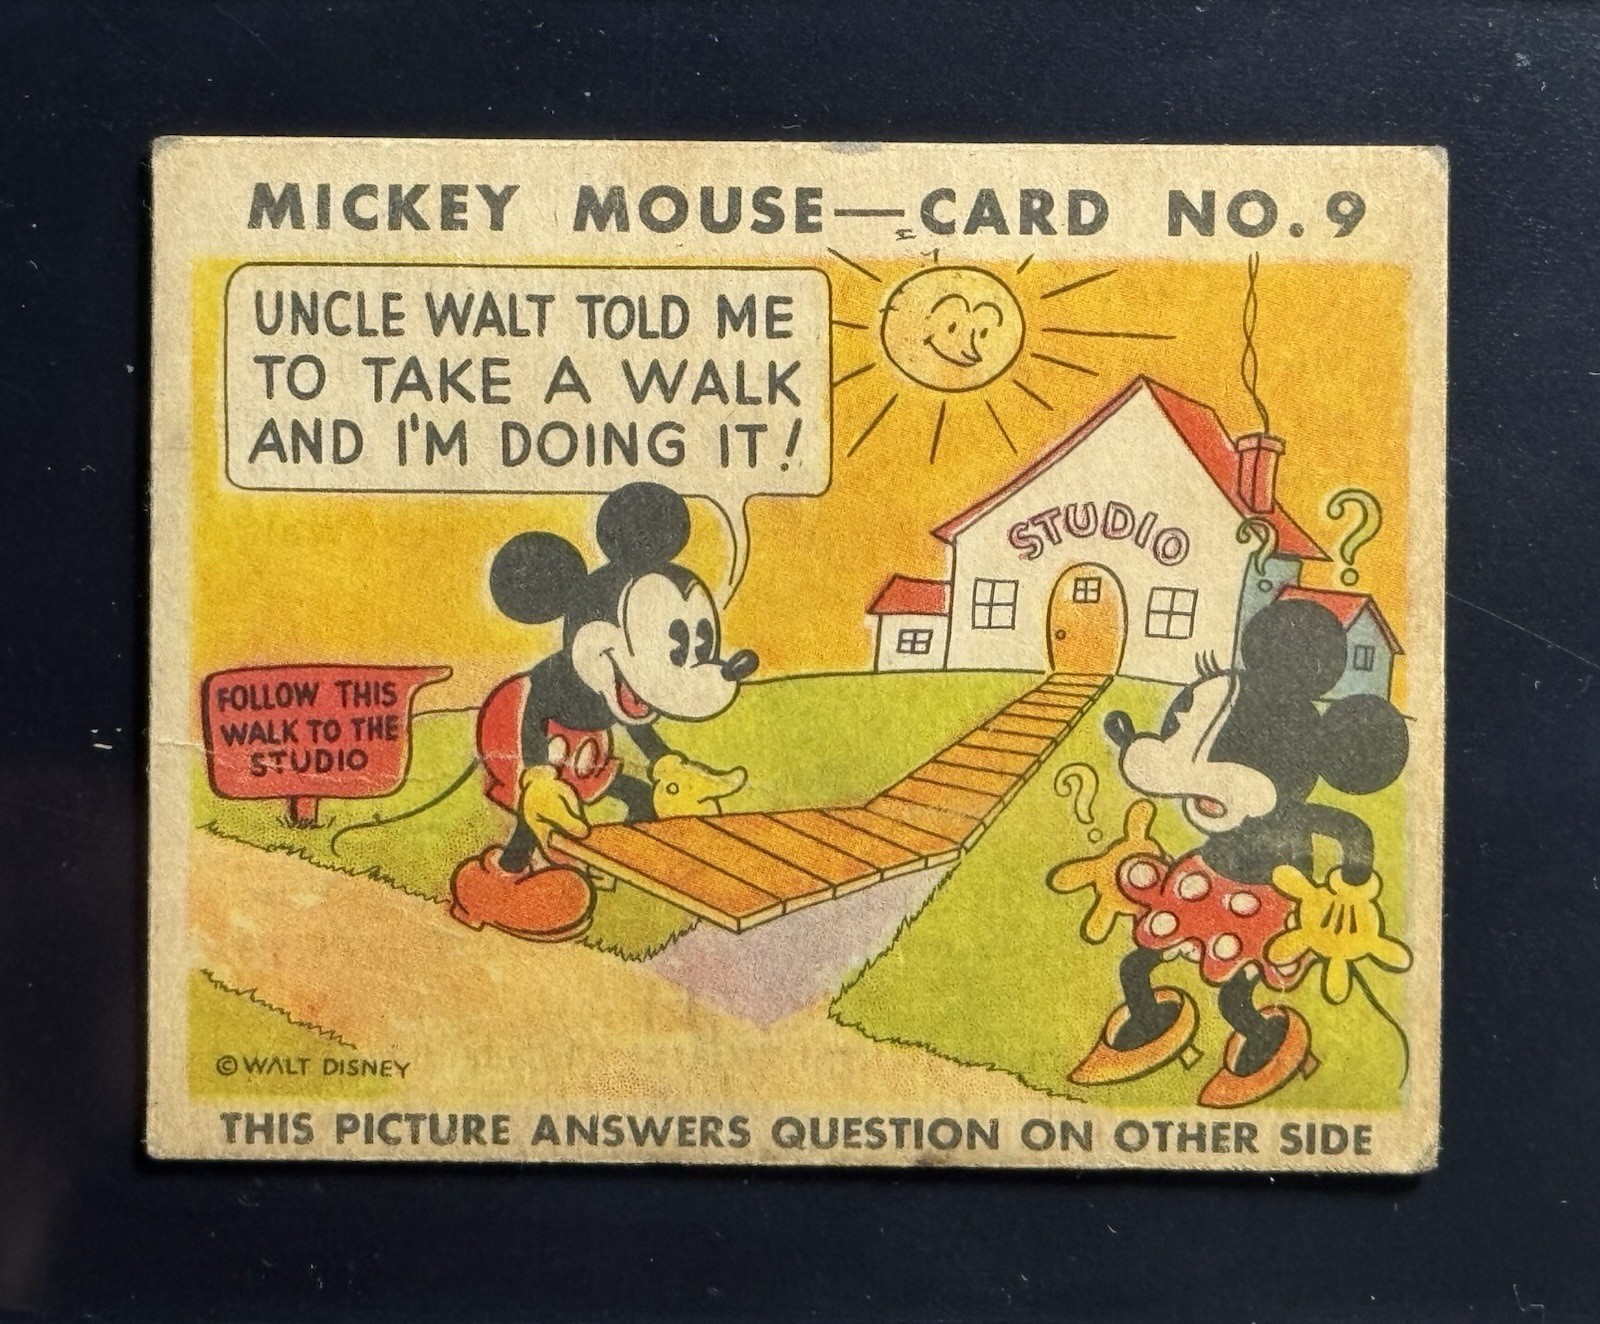 MICKEY MOUSE—CARD NO. 9
UNCLE WALT TOLD ME
TO TAKE A WALK
AND I'M DOING IT!
STUDIO
?
?
FOLLOW THIS
WALK TO THE
STUDIO
?
© WALT DISNEY
THIS PICTURE ANSWERS QUESTION ON OTHER SIDE